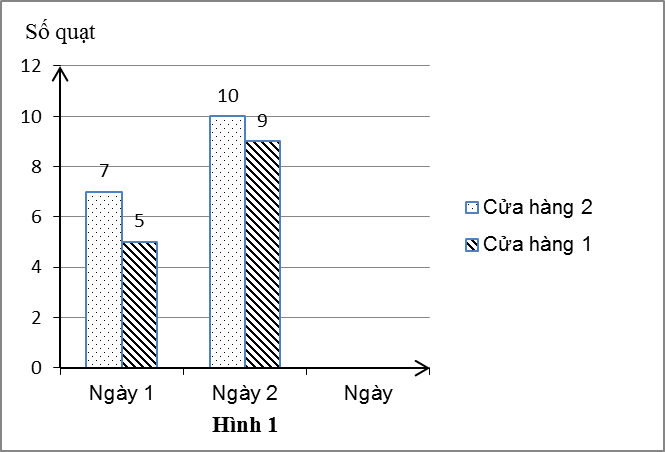 Số quạt
12
10
8
6
4
2
0
7
5
10
9
Ngày 1
Ngày 2
Ngày
Cửa hàng 2
Cửa hàng 1
Hình 1